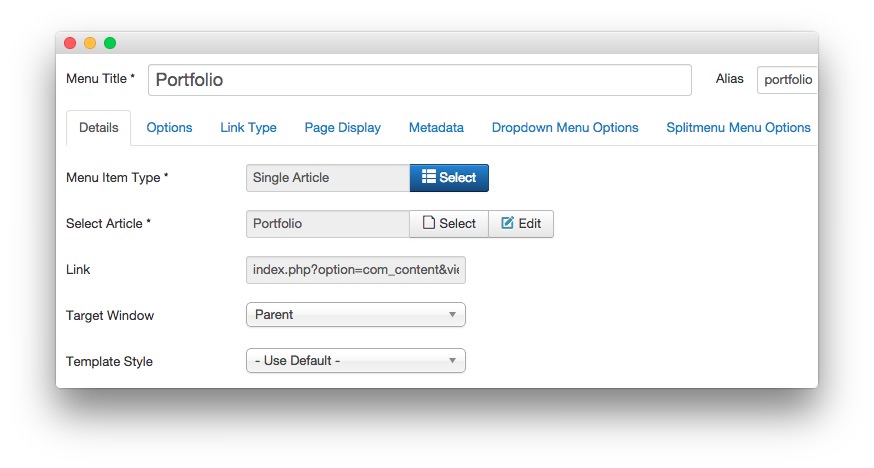 Menu Title * Portfolio Alias portfolio
Details Options Link Type Page Display Metadata Dropdown Menu Options Splitmenu Menu Options
Menu Item Type * Single Article Select
Select Article * Portfolio Select Edit
Link index.php?option=com_content&vie
Target Window Parent
Template Style - Use Default -